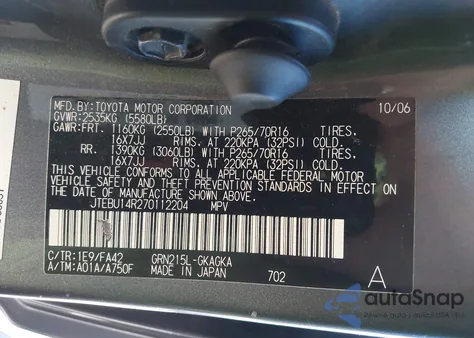 MFD.BY:TOYOTA MOTOR CORPORATION 10/06
GVWR:2535KG (5580LB)
GAWR:FRT. 1160KG (2550LB) WITH P265/70R16 TIRES.
16X7JJ RIMS. AT 220KPA (32PSI) COLD.
RR. 1390KG (3060LB) WITH P265/70R16 TIRES.
16X7JJ RIMS. AT 220KPA (32PSI) COLD.
THIS VEHICLE CONFORMS TO ALL APPLICABLE FEDERAL MOTOR
VEHICLE SAFETY, BUMPER, AND THEFT PREVENTION STANDARDS
IN EFFECT ON THE DATE OF MANUFACTURE SHOWN ABOVE.
JTEBU14R270112204 MPV
C/TR:1E9/FA42 GRN215L-GKAGKA
A/TM:A01A/A750F MADE IN JAPAN 702 A
autoSnap